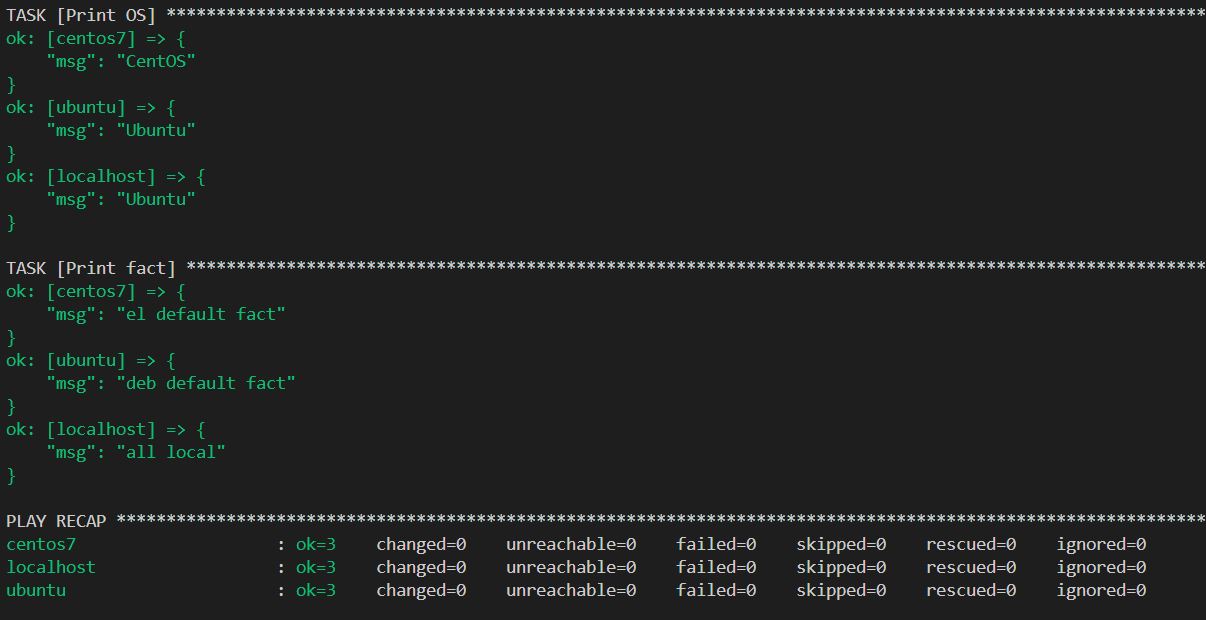 TASK [Print OS] ********************************************************************************************************
ok: [centos7] => {
    "msg": "CentOS"
}
ok: [ubuntu] => {
    "msg": "Ubuntu"
}
ok: [localhost] => {
    "msg": "Ubuntu"
}

TASK [Print fact] ******************************************************************************************************
ok: [centos7] => {
    "msg": "el default fact"
}
ok: [ubuntu] => {
    "msg": "deb default fact"
}
ok: [localhost] => {
    "msg": "all local"
}

PLAY RECAP *************************************************************************************************************
centos7                    : ok=3    changed=0    unreachable=0    failed=0    skipped=0    rescued=0    ignored=0
localhost                  : ok=3    changed=0    unreachable=0    failed=0    skipped=0    rescued=0    ignored=0
ubuntu                     : ok=3    changed=0    unreachable=0    failed=0    skipped=0    rescued=0    ignored=0